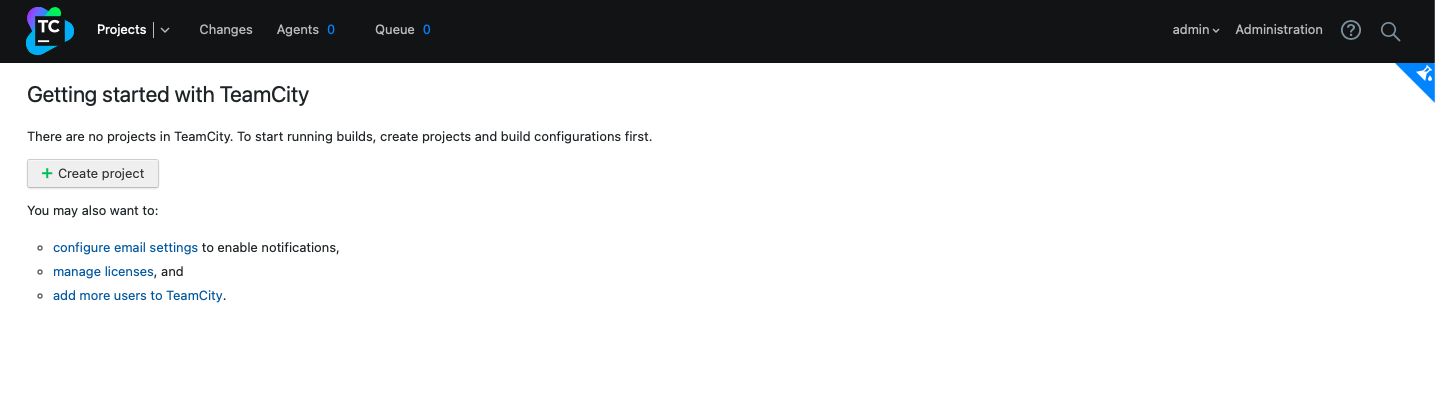 TC Projects Changes Agents 0 Queue 0 admin Administration
Getting started with TeamCity
There are no projects in TeamCity. To start running builds, create projects and build configurations first.
Create project
You may also want to:
configure email settings to enable notifications,
manage licenses, and
add more users to TeamCity.